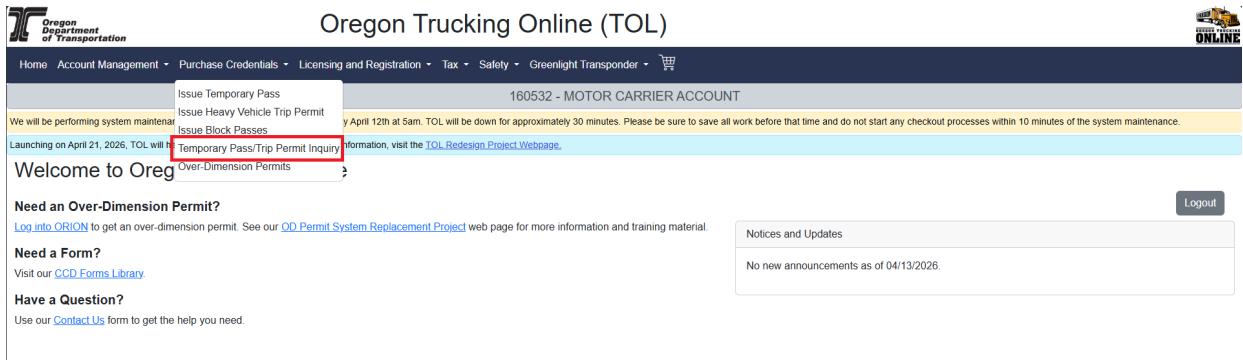 Oregon
Department
of Transportation
Oregon Trucking Online (TOL)
OREGON TRUCKING
ONLINE
Home Account Management Purchase Credentials Licensing and Registration Tax Safety Greenlight Transponder
Issue Temporary Pass
Issue Heavy Vehicle Trip Permit
Issue Block Passes
Temporary Pass/Trip Permit Inquiry
Over-Dimension Permits
160532 - MOTOR CARRIER ACCOUNT
We will be performing system maintenan y April 12th at 5am. TOL will be down for approximately 30 minutes. Please be sure to save all work before that time and do not start any checkout processes within 10 minutes of the system maintenance.
Launching on April 21, 2026, TOL will h nformation, visit the TOL Redesign Project Webpage.
Welcome to Oreg
Need an Over-Dimension Permit?
Log into ORION to get an over-dimension permit. See our OD Permit System Replacement Project web page for more information and training material.
Need a Form?
Visit our CCD Forms Library.
Have a Question?
Use our Contact Us form to get the help you need.
Logout
Notices and Updates
No new announcements as of 04/13/2026.